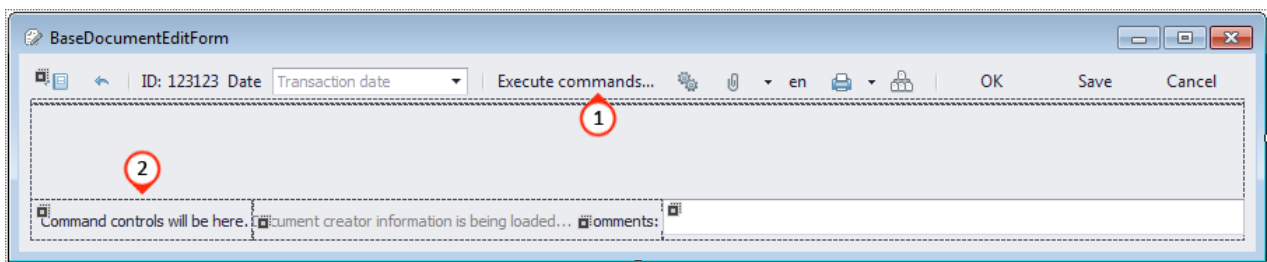 BaseDocumentEditForm
ID: 123123 Date Transaction date Execute commands... en OK Save Cancel
1
2
Command controls will be here. cument creator information is being loaded... omments: